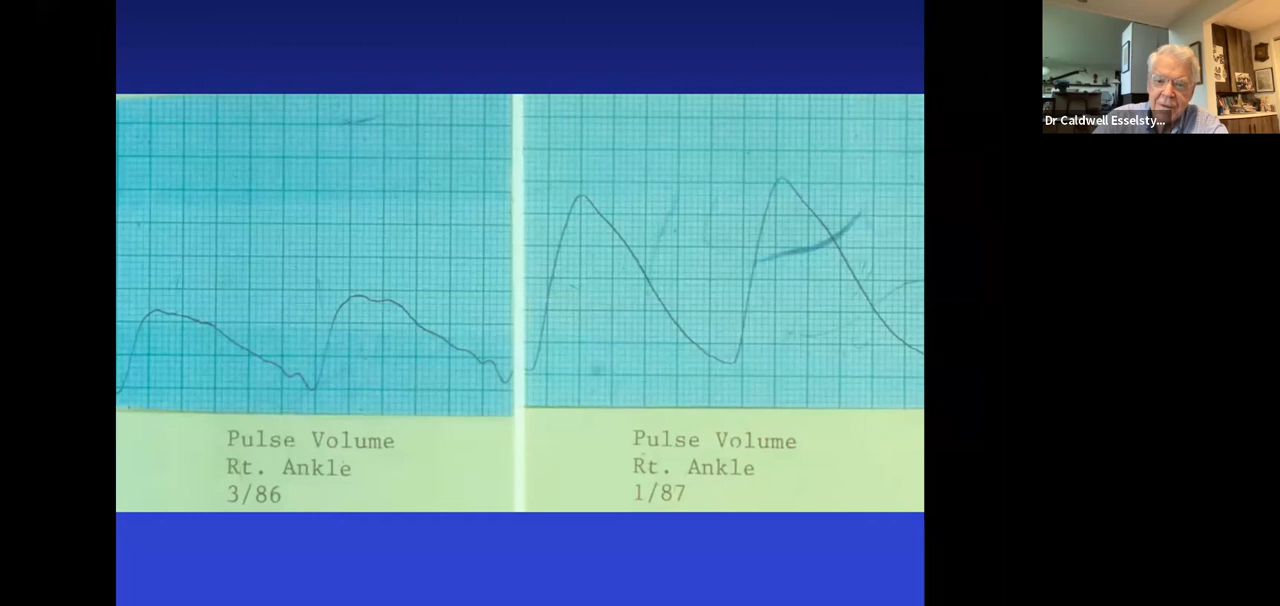 Pulse Volume
Rt. Ankle
3/86
Pulse Volume
Rt. Ankle
1/87
Dr Caldwell Esselsty...